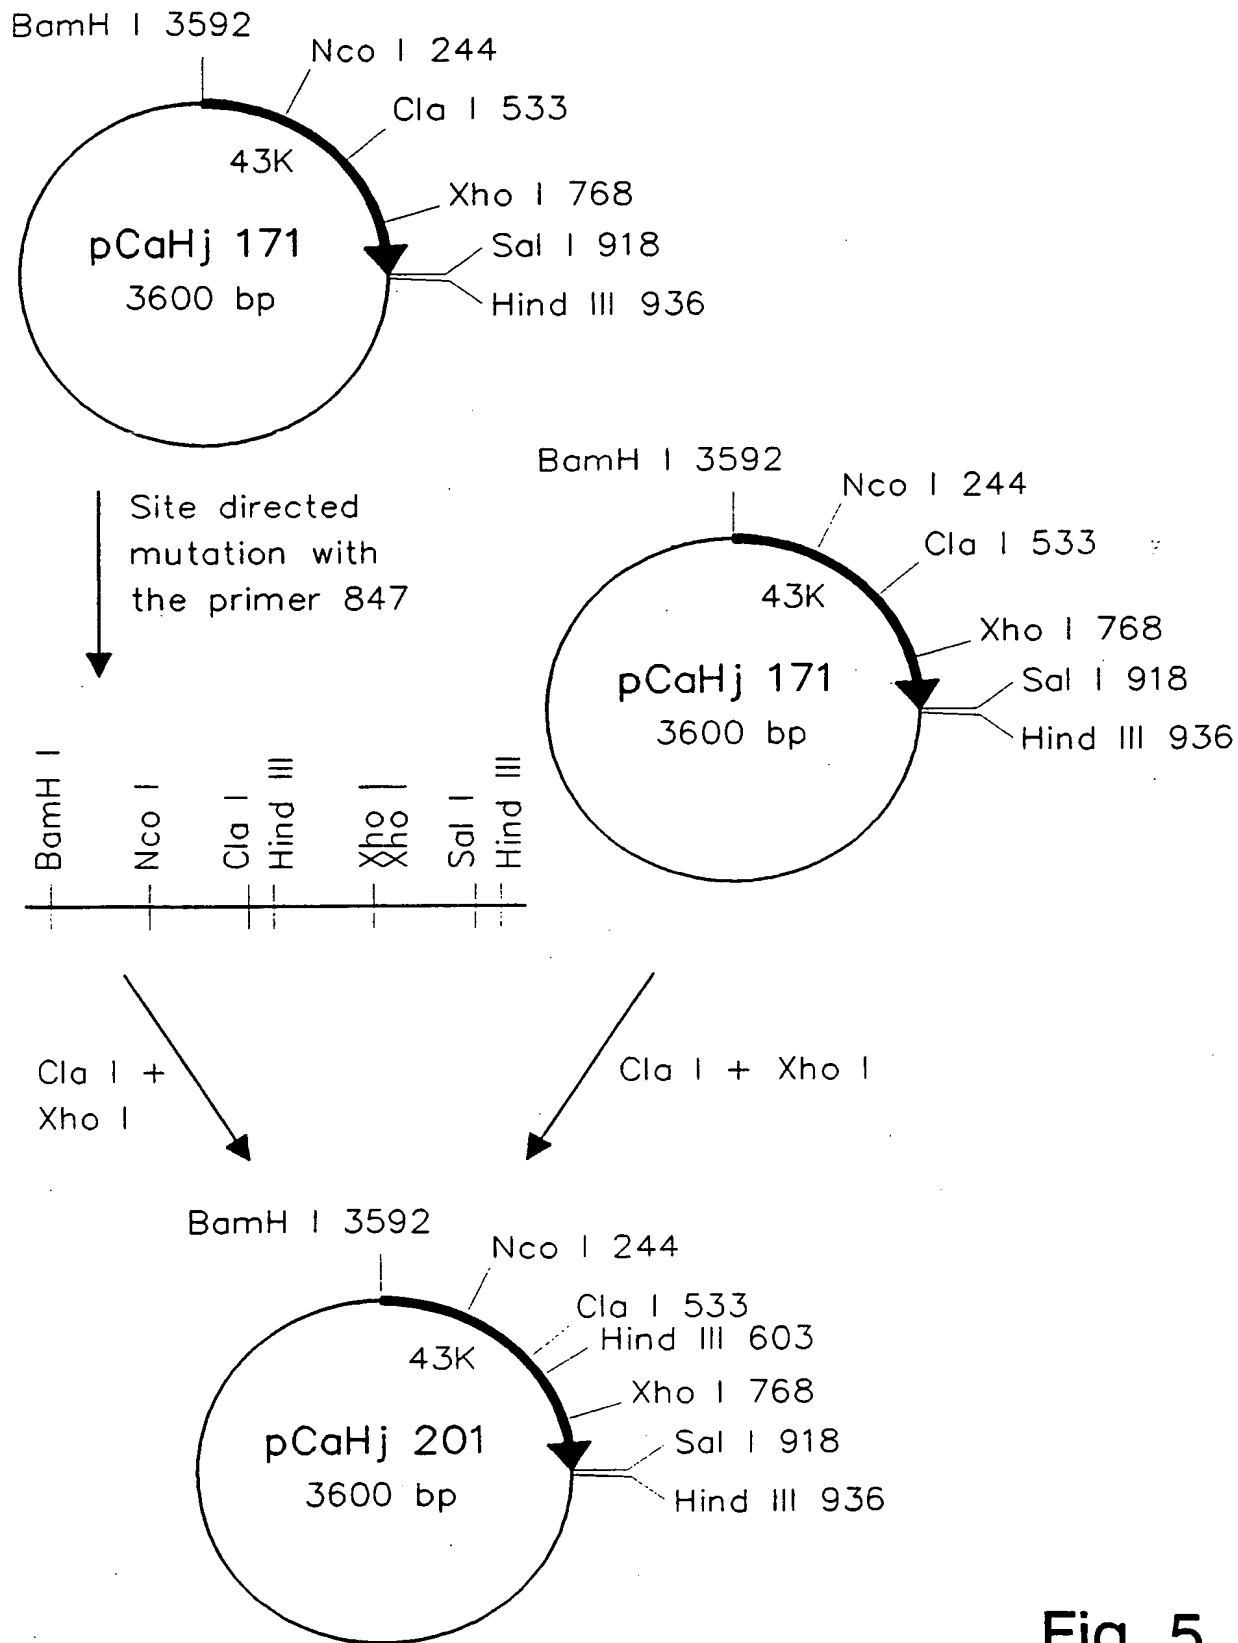 BamH I 3592
Nco I 244
Cla I 533
43K
Xho I 768
pCaHj 171
Sal I 918
3600 bp
Hind III 936
Site directed
mutation with
the primer 847
BamH I 3592
Nco I 244
Cla I 533
43K
Xho I 768
pCaHj 171
Sal I 918
3600 bp
Hind III 936
BamH I
Nco I
Cla I
Hind III
Xho I
Xho I
Sal I
Hind III
Cla I +
Xho I
Cla I + Xho I
BamH I 3592
Nco I 244
Cla I 533
Hind III 603
43K
Xho I 768
pCaHj 201
Sal I 918
3600 bp
Hind III 936
Fig. 5